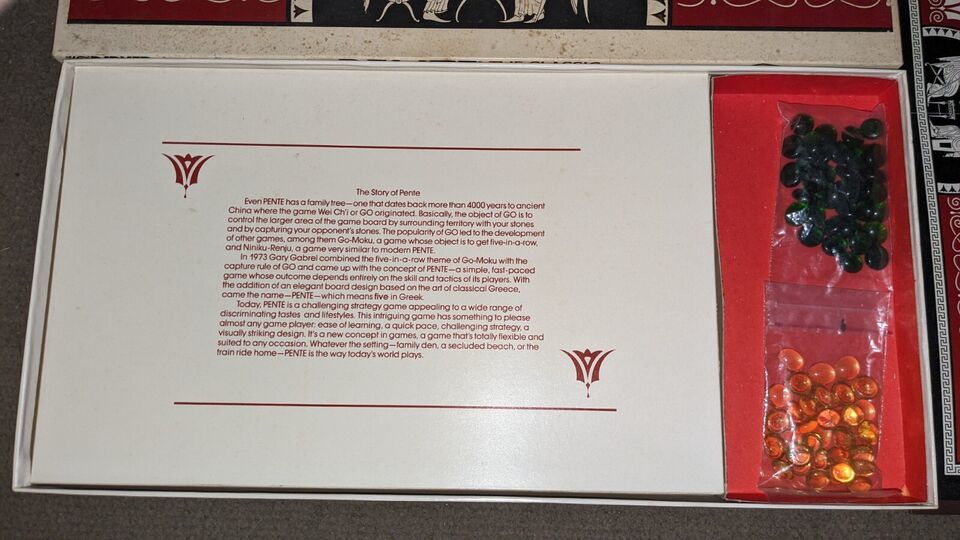 The Story of Pente
Even PENTE has a family tree—one that dates back more than 4000 years to ancient
China where the game Wei Ch'i or GO originated. Basically, the object of GO is to
control the larger area of the game board by surrounding territory with your stones
and by capturing your opponent's stones. The popularity of GO led to the development
of other games, among them Go-Moku, a game whose object is to get five-in-a-row,
and Niniku-Renju, a game very similar to modern PENTE.
In 1973 Gary Gabrel combined the five-in-a-row theme of Go-Moku with the
capture rule of GO and came up with the concept of PENTE—a simple, fast-paced
game whose outcome depends entirely on the skill and tactics of its players. With
the addition of an elegant board design based on the art of classical Greece,
came the name—PENTE—which means five in Greek.
Today, PENTE is a challenging strategy game appealing to a wide range of
discriminating tastes and lifestyles. This intriguing game has something to please
almost any game player: ease of learning, a quick pace, challenging strategy, a
visually striking design. It's a new concept in games, a game that's totally flexible and
suited to any occasion. Whatever the setting—family den, a secluded beach, or the
train ride home—PENTE is the way today's world plays.